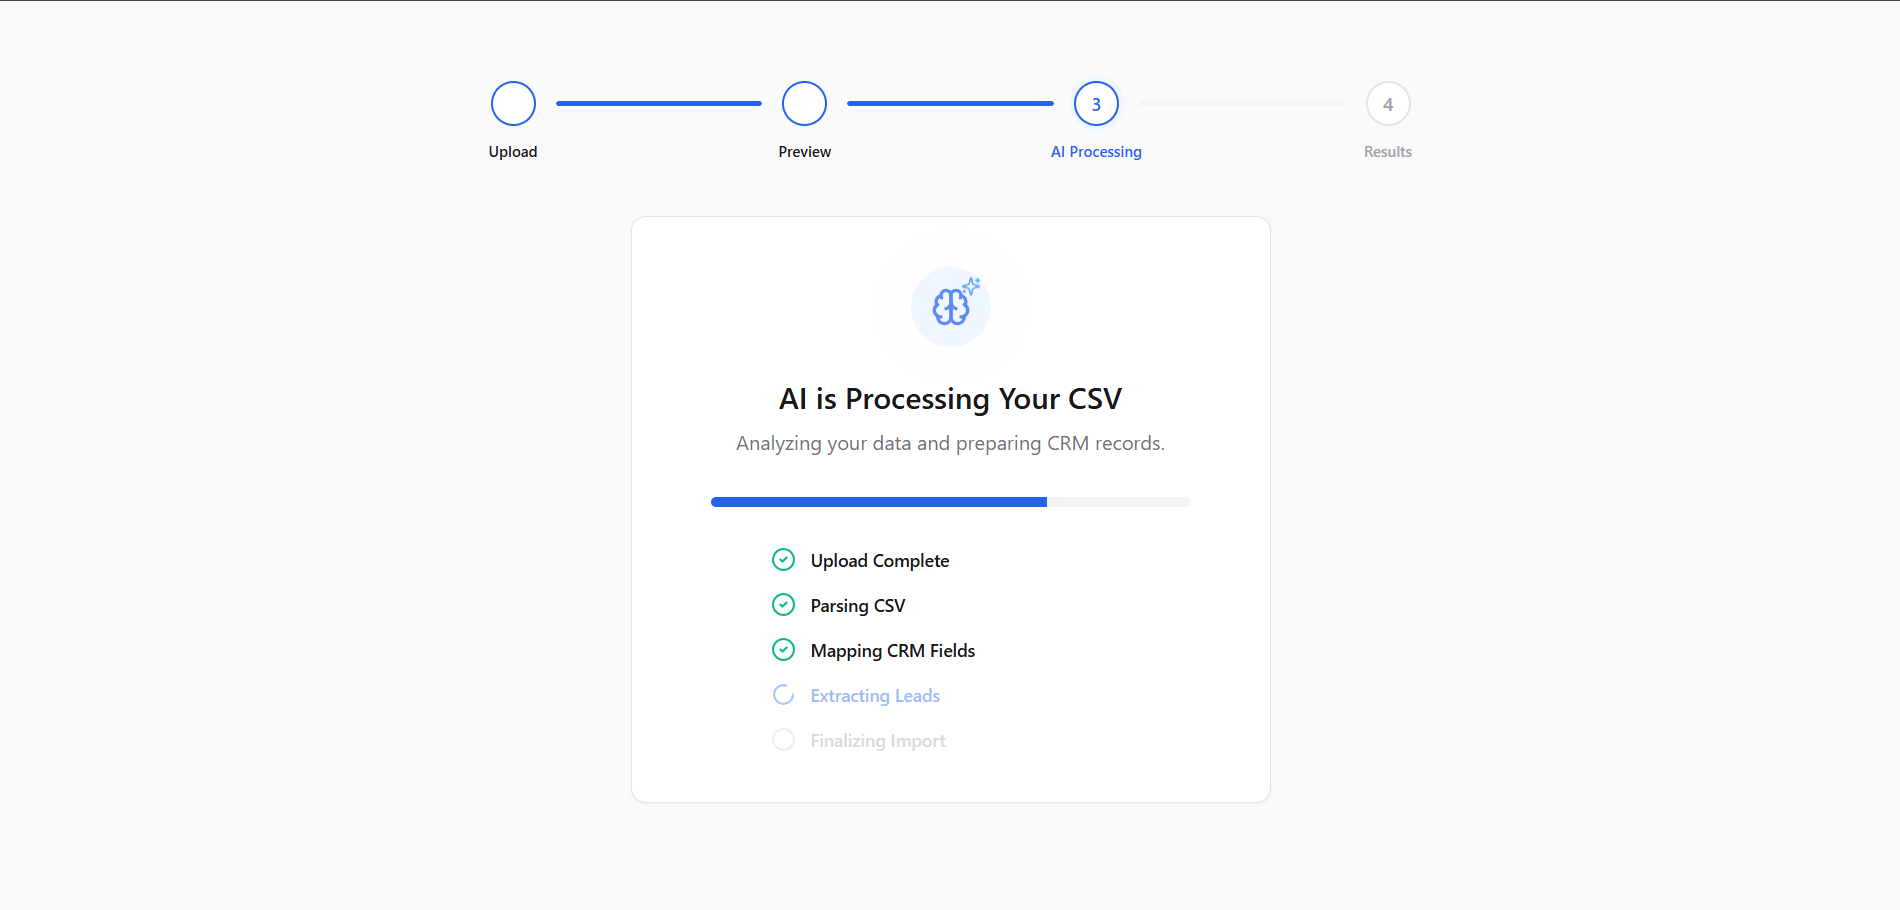 3
4
Upload
Preview
AI Processing
Results
AI is Processing Your CSV
Analyzing your data and preparing CRM records.
Upload Complete
Parsing CSV
Mapping CRM Fields
Extracting Leads
Finalizing Import